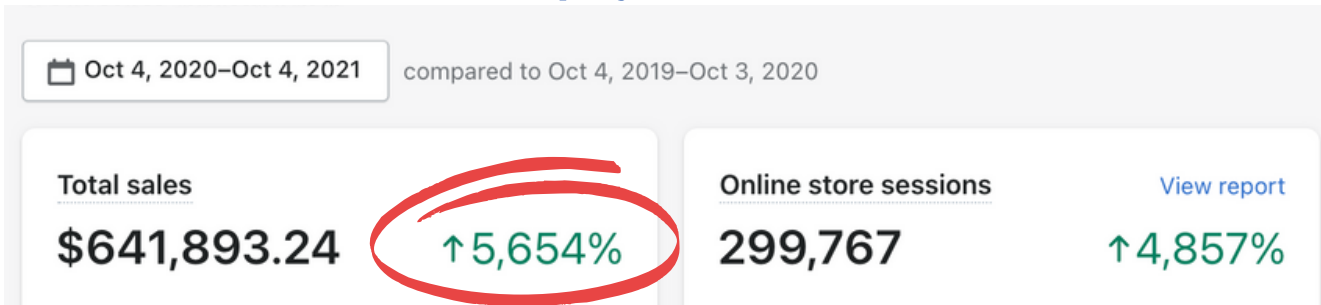 Oct 4, 2020–Oct 4, 2021 compared to Oct 4, 2019–Oct 3, 2020
Total sales
$641,893.24 ↑5,654%
Online store sessions View report
299,767 ↑4,857%